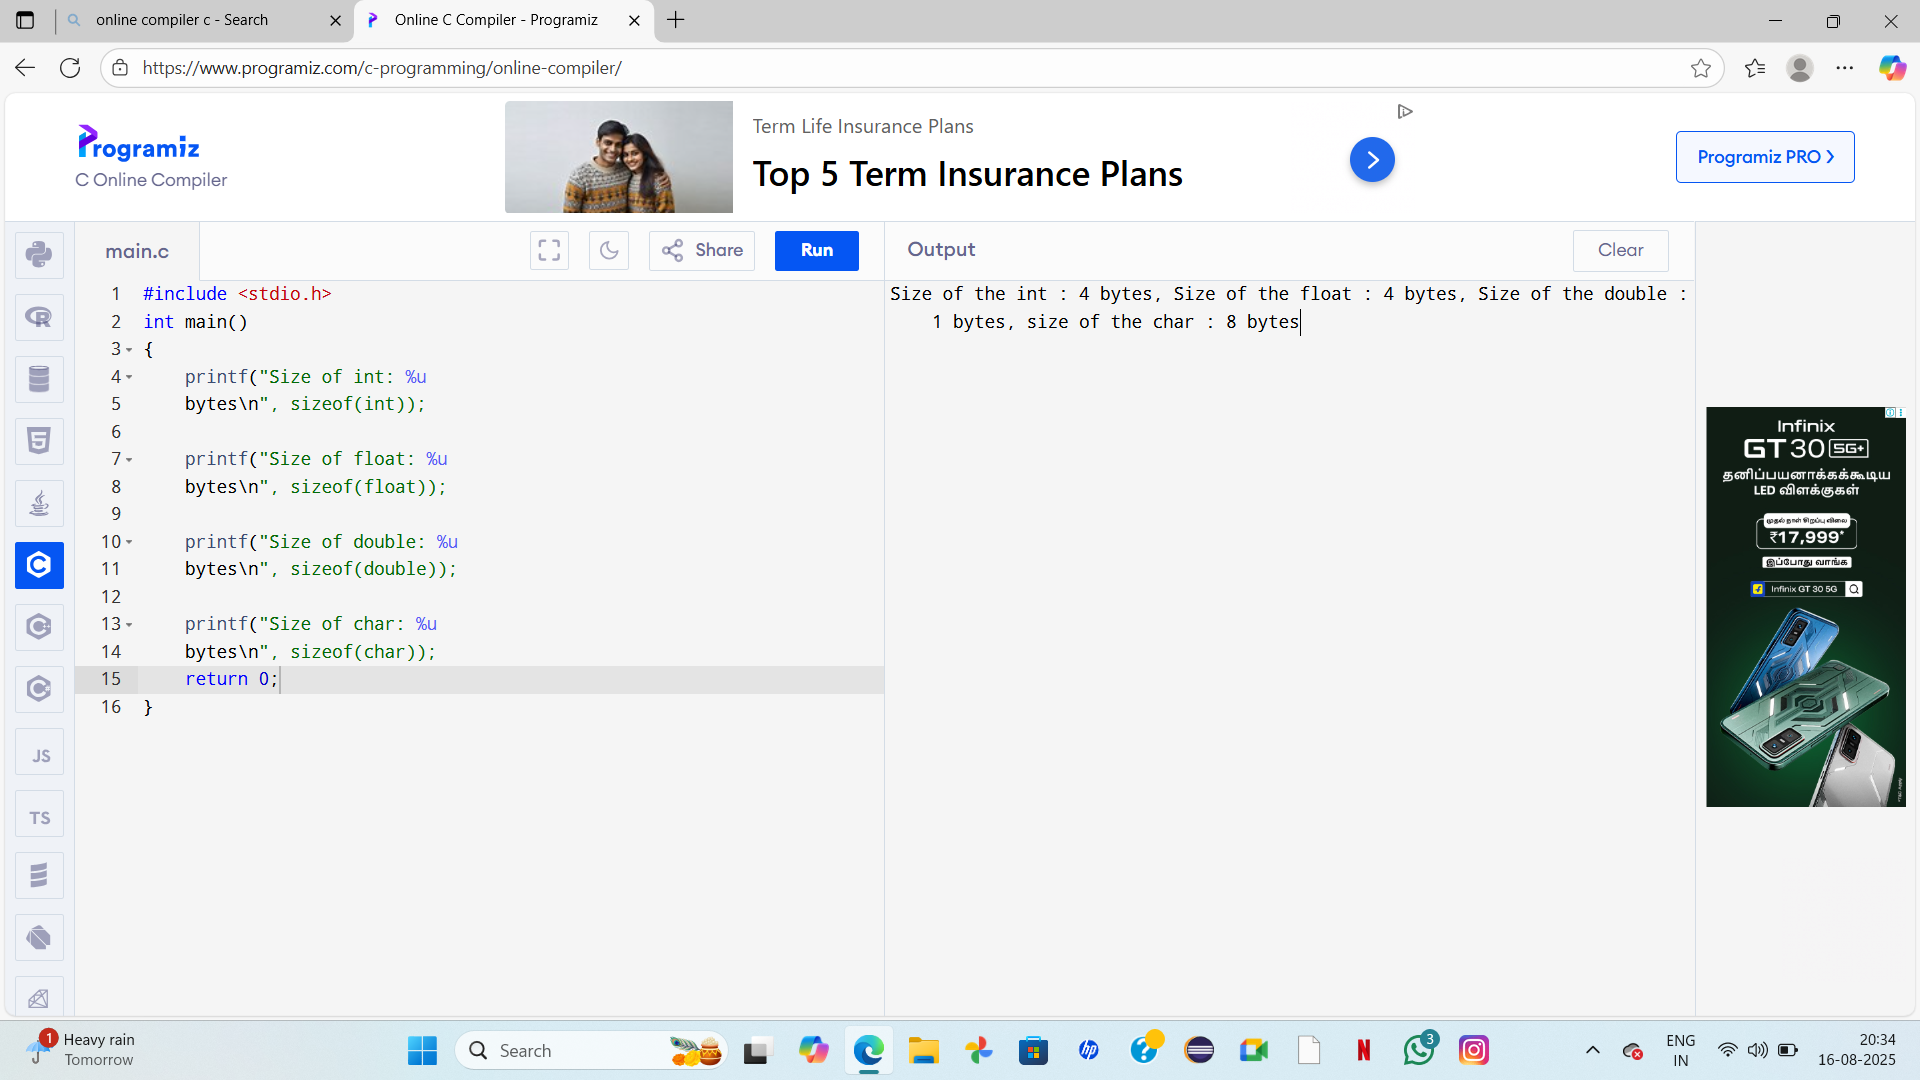 online compiler c - Search
Online C Compiler - Programiz
https://www.programiz.com/c-programming/online-compiler/
Programiz
C Online Compiler
Term Life Insurance Plans
Top 5 Term Insurance Plans
Programiz PRO
main.c
Share
Run
Output
Clear
1 #include <stdio.h>
2 int main()
3 {
4 printf("Size of int: %u
5 bytes\n", sizeof(int));
6
7 printf("Size of float: %u
8 bytes\n", sizeof(float));
9
10 printf("Size of double: %u
11 bytes\n", sizeof(double));
12
13 printf("Size of char: %u
14 bytes\n", sizeof(char));
15 return 0;
16 }
Size of the int : 4 bytes, Size of the float : 4 bytes, Size of the double :
1 bytes, size of the char : 8 bytes
JS
TS
Infinix
GT 30 5G+
தனிப்பயனாக்கக்கூடிய
LED விளக்குகள்
முதல் நாள் சிறப்பு விலை
₹17,999*
இப்போது வாங்க
Infinix GT 30 5G
1
Heavy rain
Tomorrow
Search
hp
N
3
ENG
IN
20:34
16-08-2025